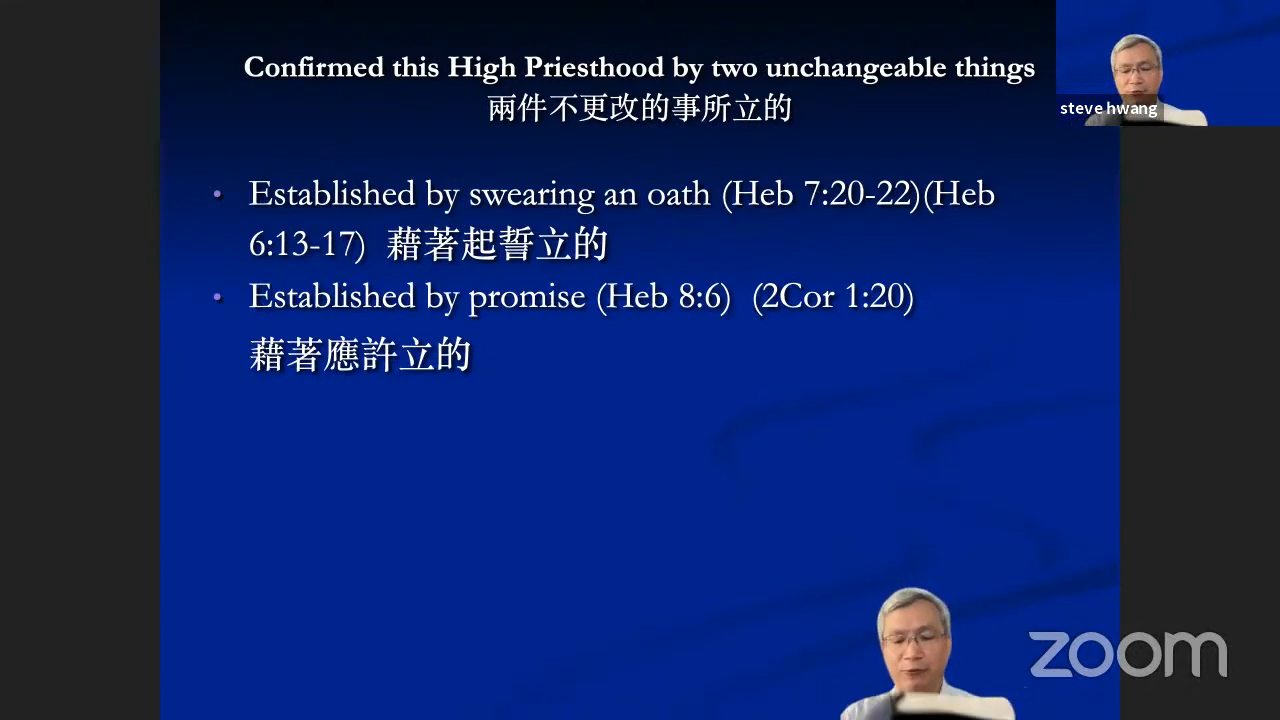 Confirmed this High Priesthood by two unchangeable things
兩件不更改的事所立的
steve hwang
• Established by swearing an oath (Heb 7:20-22)(Heb
6:13-17) 藉著起誓立的
• Established by promise (Heb 8:6) (2Cor 1:20)
藉著應許立的
zoom